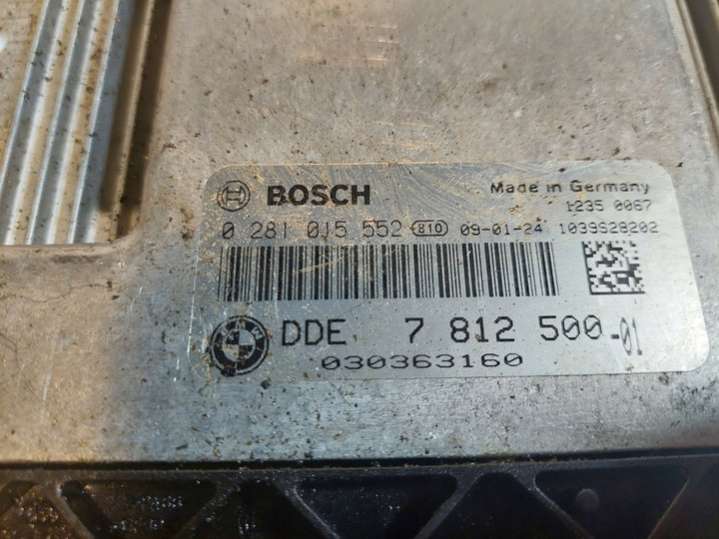 BOSCH
Made in Germany
1235 0067
0 281 015 552 810 09-01-24 1039S28202
DDE 7 812 500-01
030363160